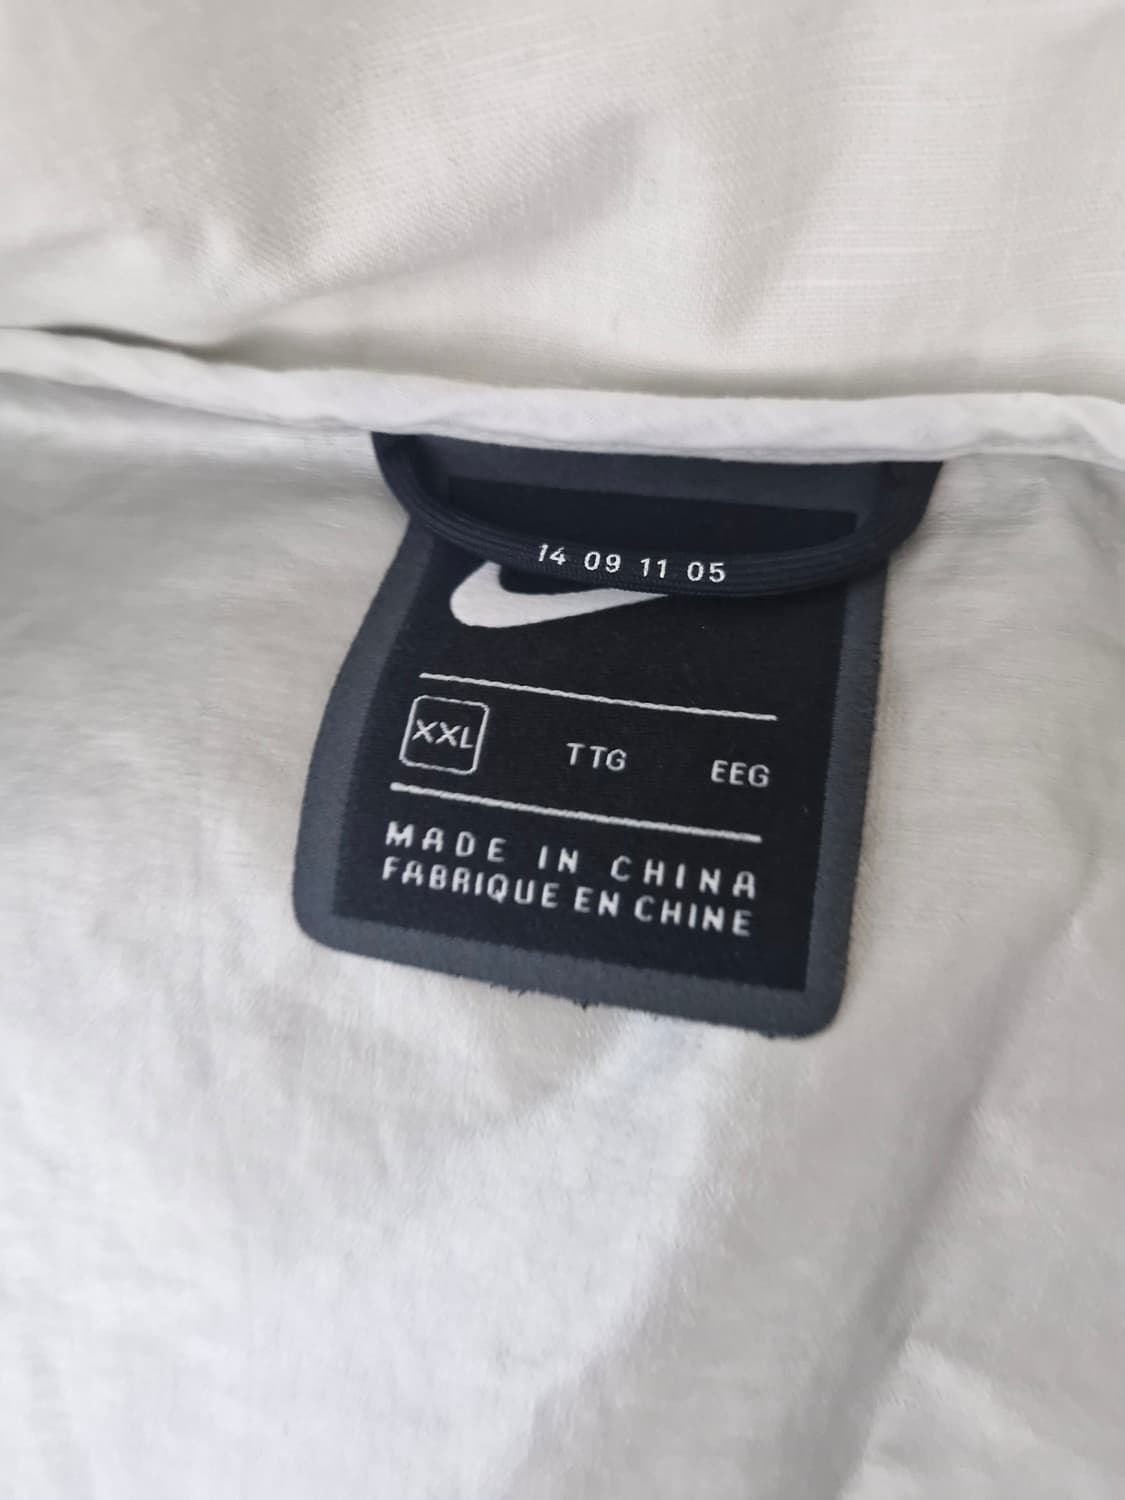 14 09 11 05
XXL TTG EEG
MADE IN CHINA
FABRIQUE EN CHINE